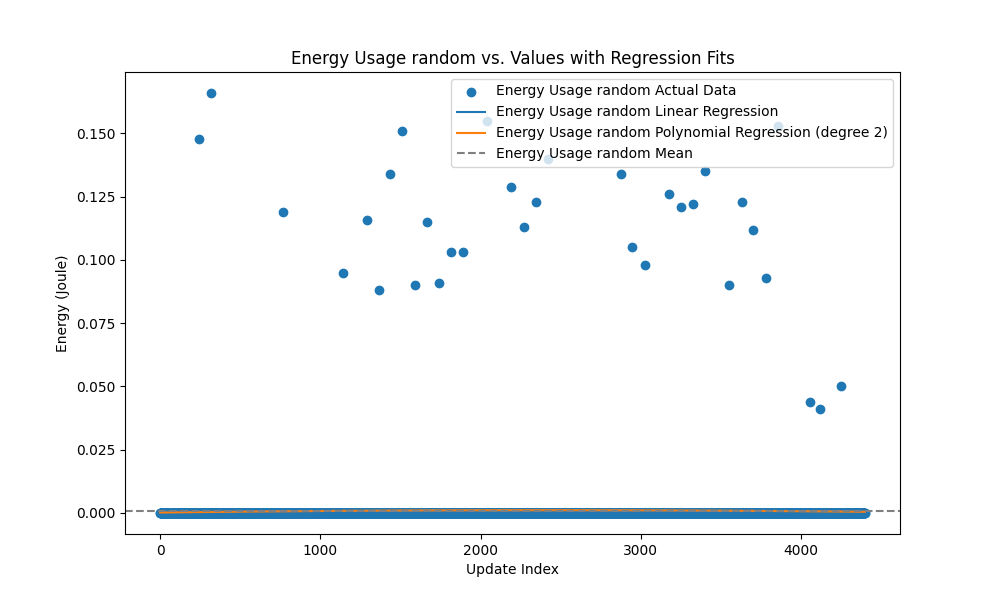 Energy Usage random vs. Values with Regression Fits
Energy Usage random Actual Data
Energy Usage random Linear Regression
Energy Usage random Polynomial Regression (degree 2)
Energy Usage random Mean
Energy (Joule)
0.150
0.125
0.100
0.075
0.050
0.025
0.000
0 1000 2000 3000 4000
Update Index